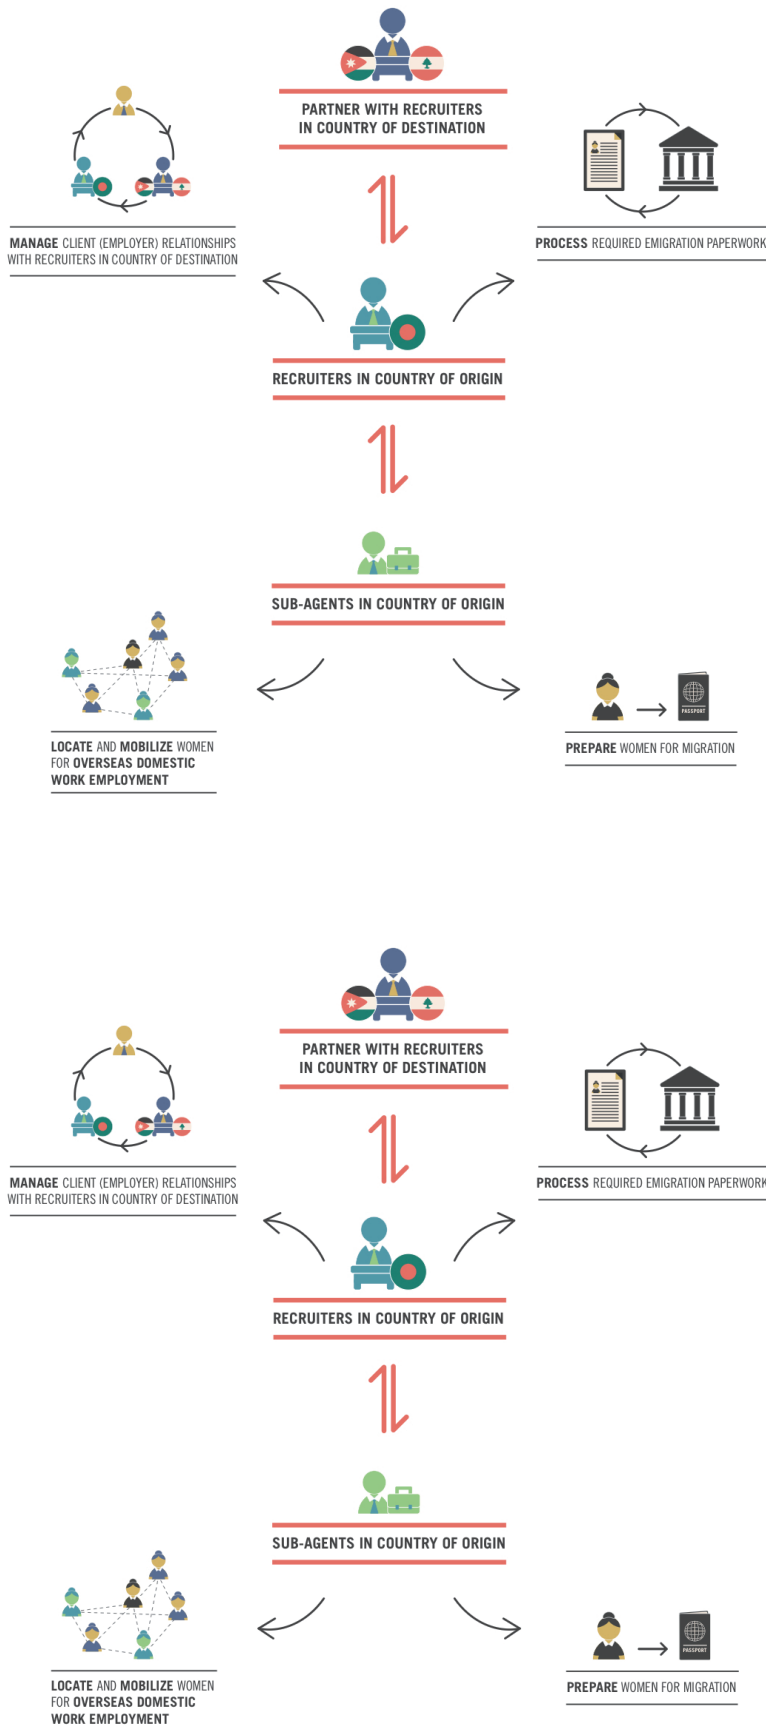 PARTNER WITH RECRUITERS
IN COUNTRY OF DESTINATION
MANAGE CLIENT (EMPLOYER) RELATIONSHIPS
WITH RECRUITERS IN COUNTRY OF DESTINATION
PROCESS REQUIRED EMIGRATION PAPERWORK
RECRUITERS IN COUNTRY OF ORIGIN
SUB-AGENTS IN COUNTRY OF ORIGIN
PASSPORT
LOCATE AND MOBILIZE WOMEN
FOR OVERSEAS DOMESTIC
WORK EMPLOYMENT
PREPARE WOMEN FOR MIGRATION
PARTNER WITH RECRUITERS
IN COUNTRY OF DESTINATION
MANAGE CLIENT (EMPLOYER) RELATIONSHIPS
WITH RECRUITERS IN COUNTRY OF DESTINATION
PROCESS REQUIRED EMIGRATION PAPERWORK
RECRUITERS IN COUNTRY OF ORIGIN
SUB-AGENTS IN COUNTRY OF ORIGIN
PASSPORT
LOCATE AND MOBILIZE WOMEN
FOR OVERSEAS DOMESTIC
WORK EMPLOYMENT
PREPARE WOMEN FOR MIGRATION